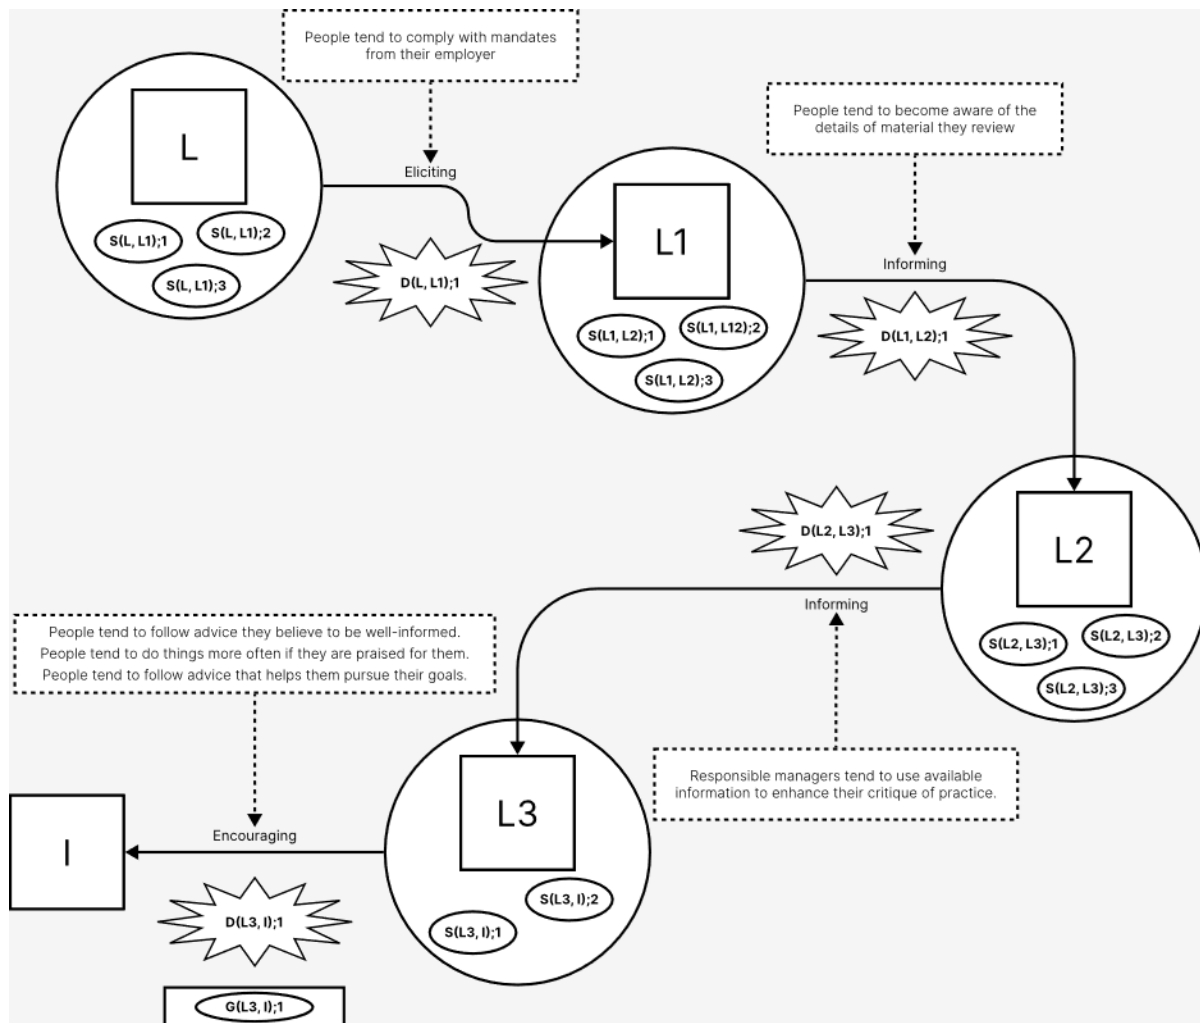 People tend to comply with mandates
from their employer
L
S(L, L1);1
S(L, L1);2
S(L, L1);3
Eliciting
D(L, L1);1
People tend to become aware of the
details of material they review
L1
S(L1, L2);1
S(L1, L12);2
S(L1, L2);3
Informing
D(L1, L2);1
L2
S(L2, L3);1
S(L2, L3);2
S(L2, L3);3
D(L2, L3);1
Informing
Responsible managers tend to use available
information to enhance their critique of practice.
People tend to follow advice they believe to be well-informed.
People tend to do things more often if they are praised for them.
People tend to follow advice that helps them pursue their goals.
L3
S(L3, I);1
S(L3, I);2
Encouraging
I
D(L3, I);1
G(L3, I);1